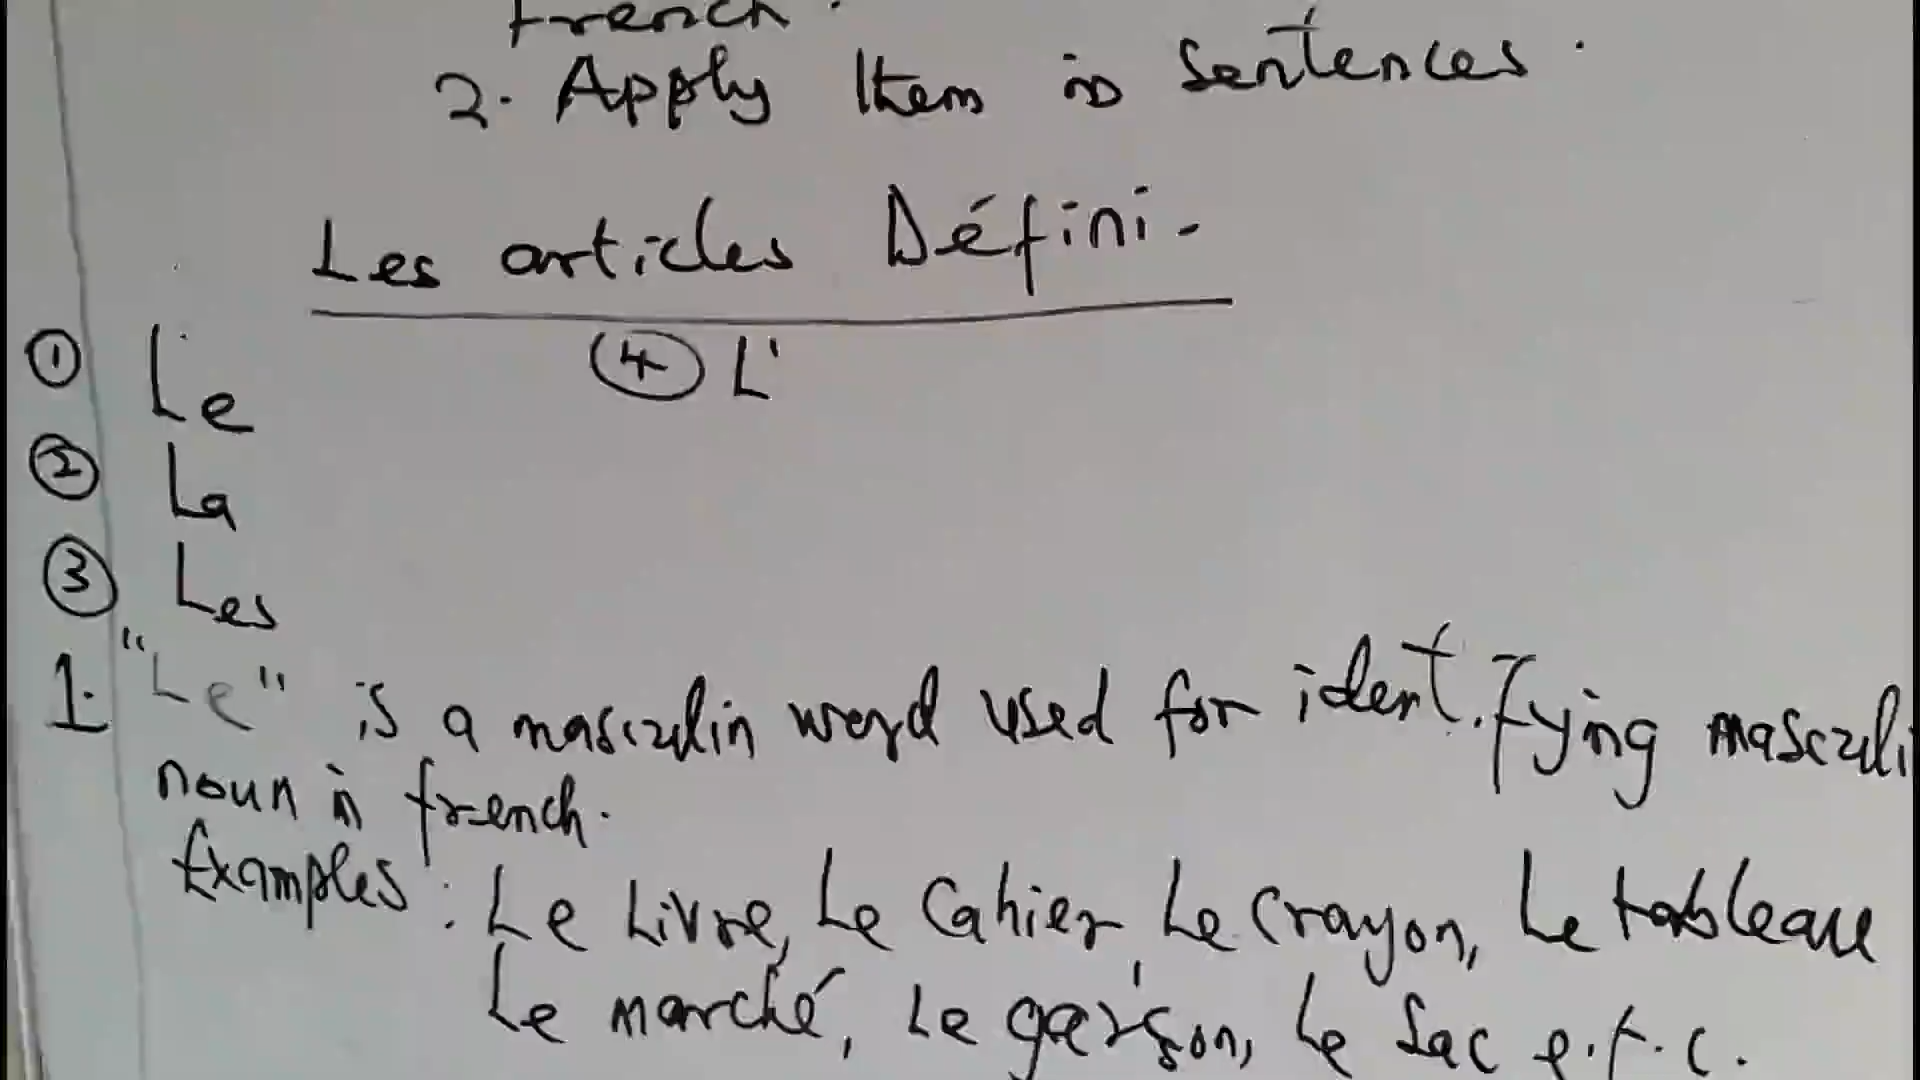 french.
2. Apply them in sentences.
Les articles Défini.
① Le
④ L'
② La
③ Les
1. "Le" is a masculin word used for identifying masculi
noun in french.
Examples: Le Livre, Le Cahier, Le Crayon, Le tableau
Le marché, Le garçon, Le Sac e.t.c.